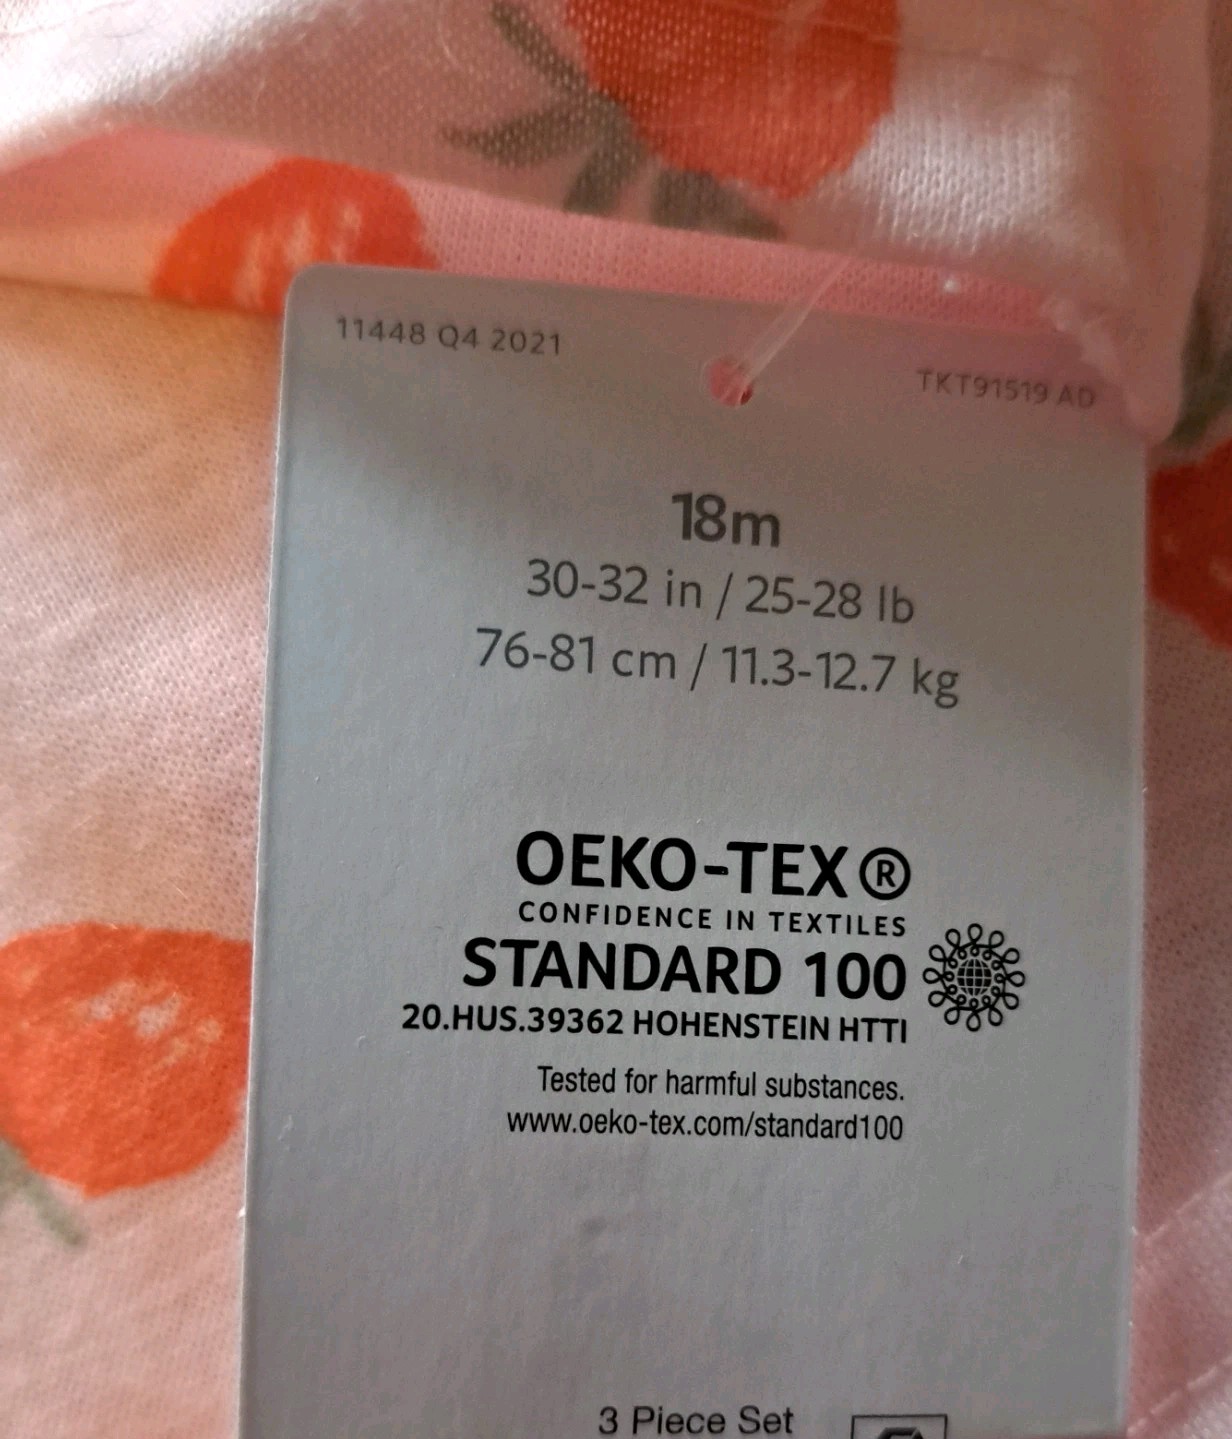 11448 Q4 2021
TKT91519 AD
18m
30-32 in / 25-28 lb
76-81 cm / 11.3-12.7 kg
OEKO-TEX®
CONFIDENCE IN TEXTILES
STANDARD 100
20.HUS.39362 HOHENSTEIN HTTI
Tested for harmful substances.
www.oeko-tex.com/standard100
3 Piece Set